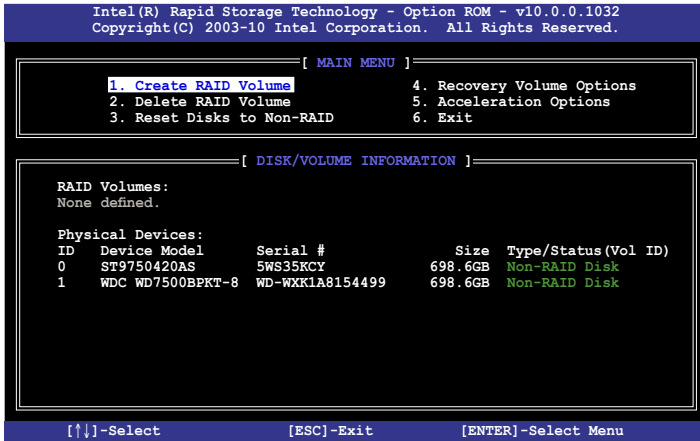 Intel(R) Rapid Storage Technology - Option ROM - v10.0.0.1032
Copyright(C) 2003-10 Intel Corporation.  All Rights Reserved.
[ MAIN MENU ]
1. Create RAID Volume 4. Recovery Volume Options
2. Delete RAID Volume 5. Acceleration Options
3. Reset Disks to Non-RAID 6. Exit
[ DISK/VOLUME INFORMATION ]
RAID Volumes:
None defined.
Physical Devices:
ID Device Model Serial # Size Type/Status(Vol ID)
0 ST9750420AS 5WS35KCY 698.6GB Non-RAID Disk
1 WDC WD7500BPKT-8 WD-WXK1A8154499 698.6GB Non-RAID Disk
[↑↓]-Select [ESC]-Exit [ENTER]-Select Menu